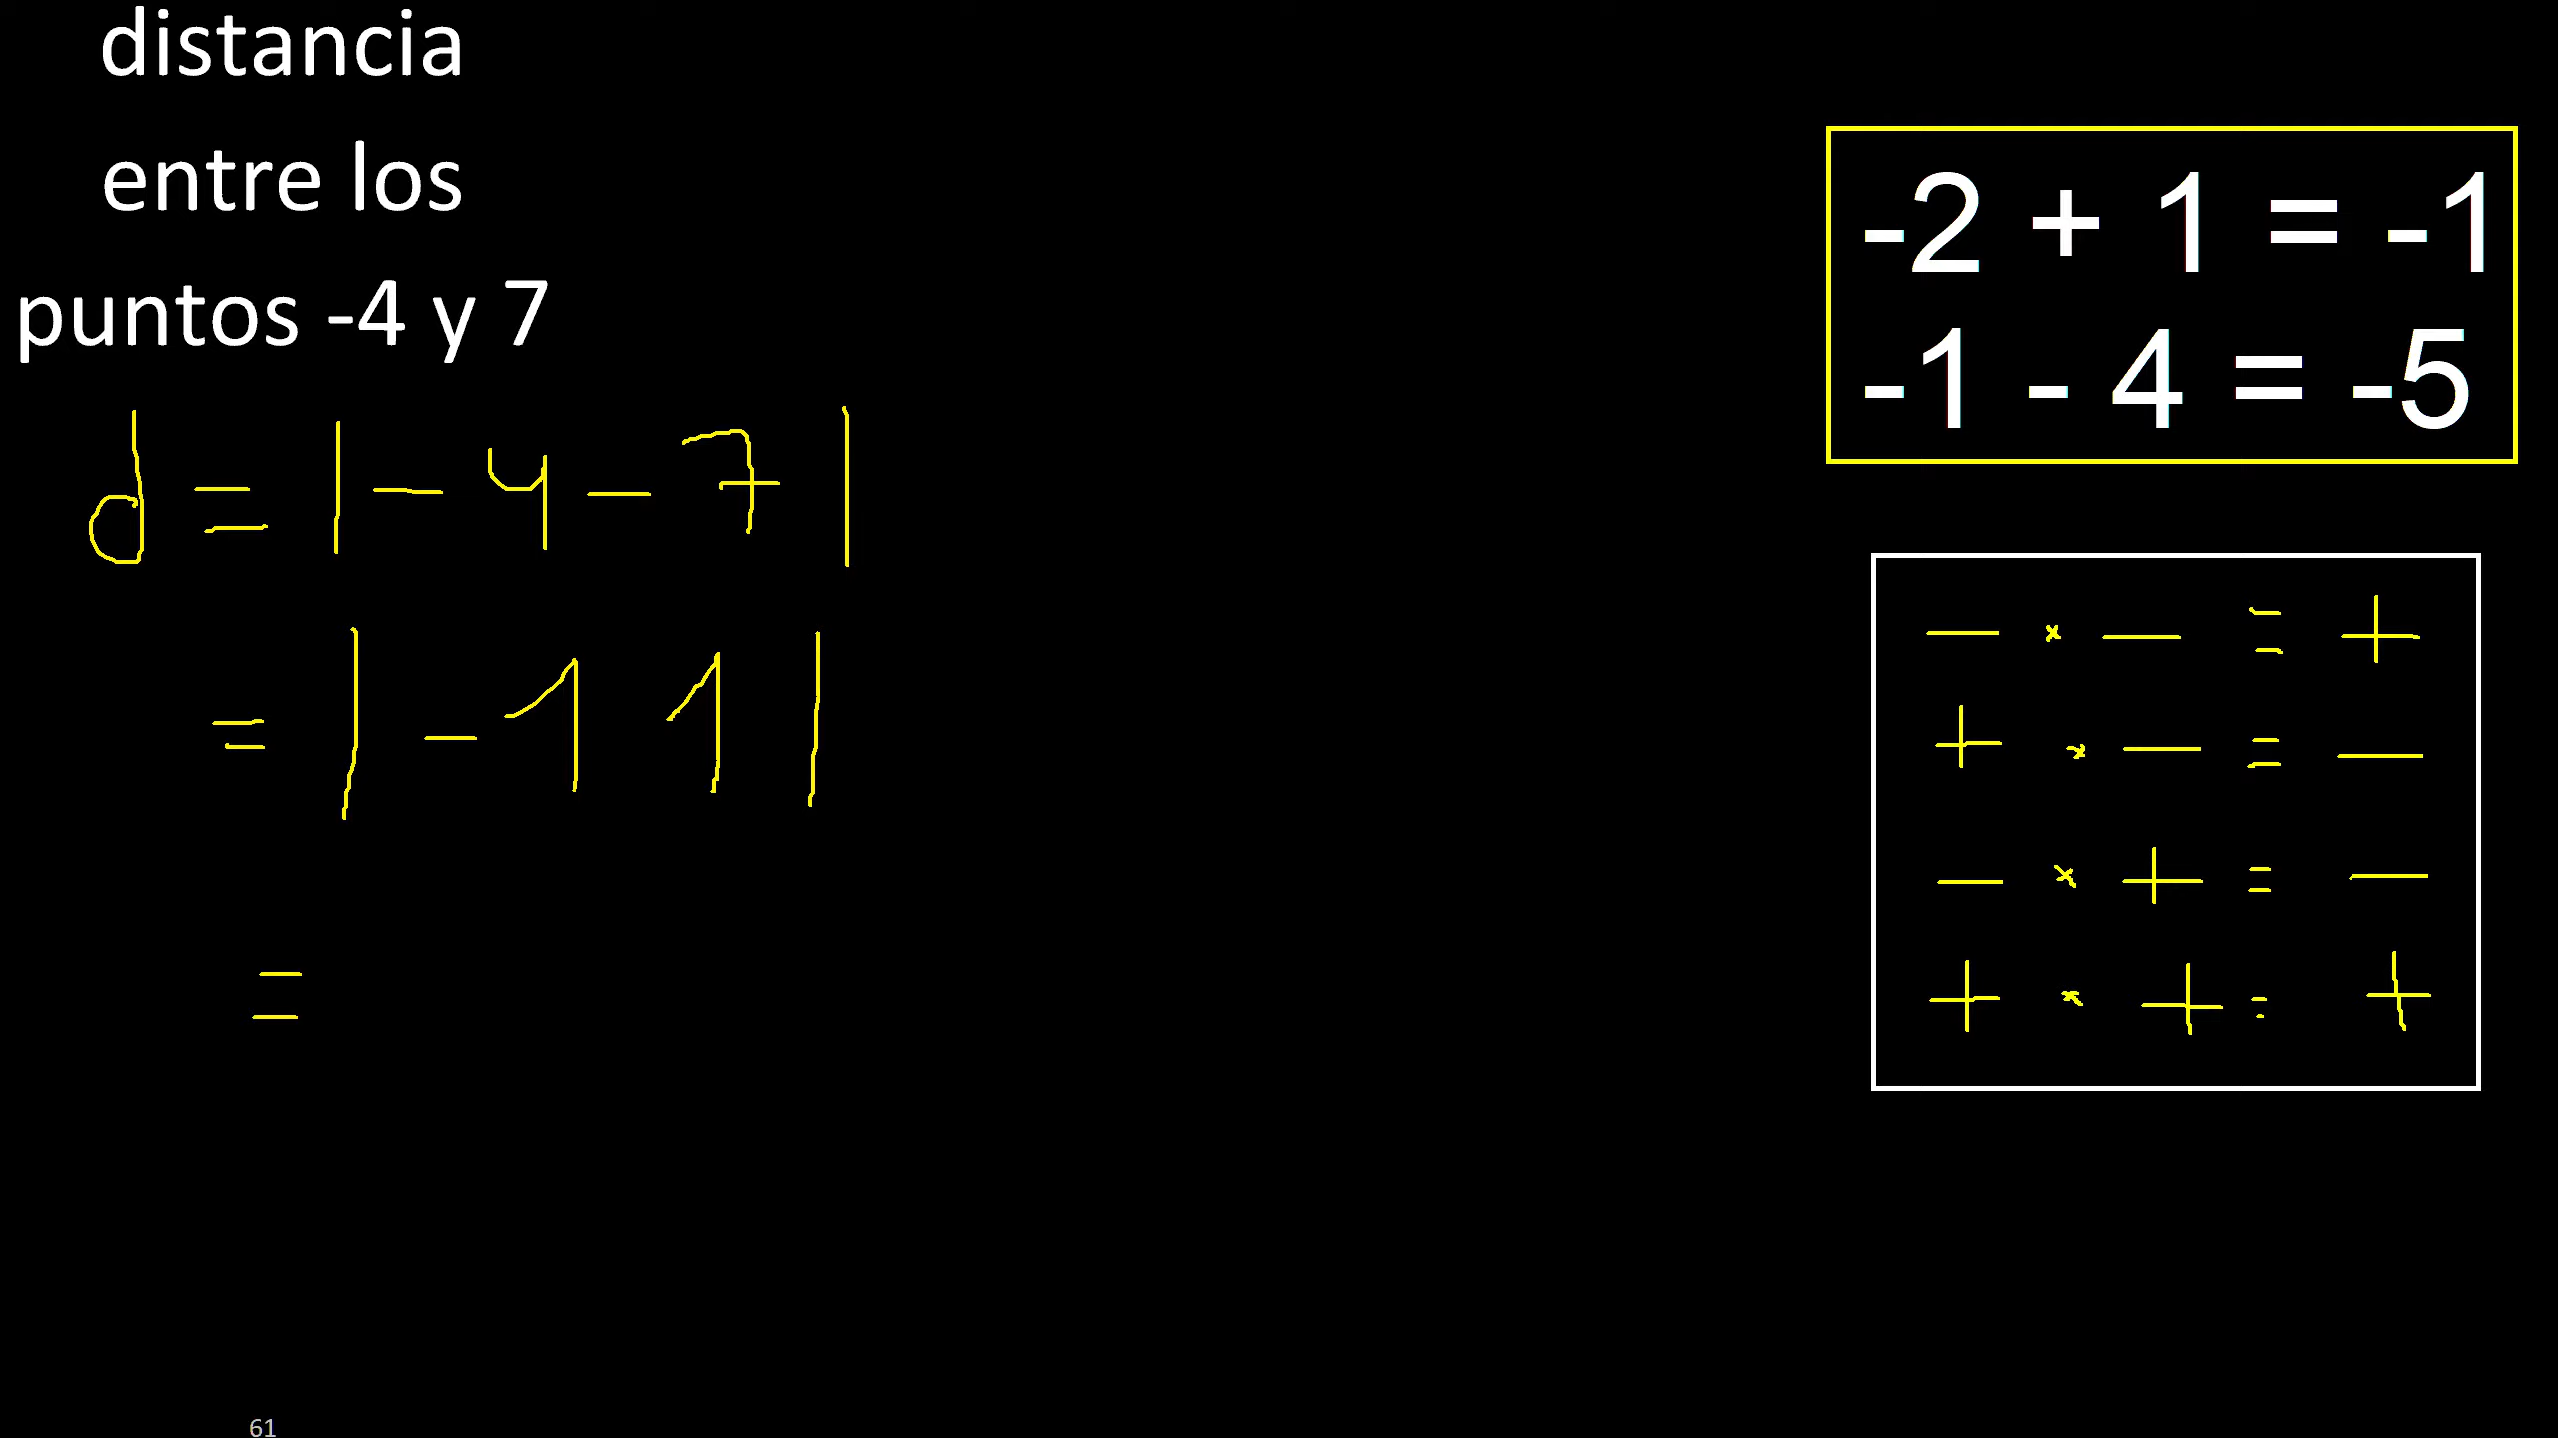 distancia
entre los
puntos -4 y 7
d = |-4 - 7|
= |-11|
=
-2 + 1 = -1
-1 - 4 = -5
- × - = +
+ × - = -
- × + = -
+ × + = +
61